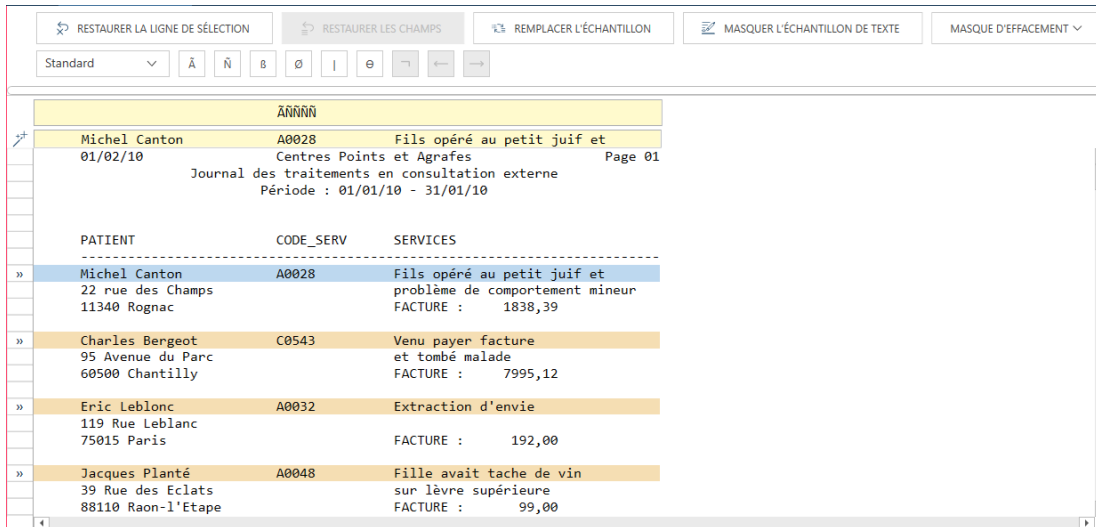 RESTAURER LA LIGNE DE SÉLECTION RESTAURER LES CHAMPS REMPLACER L'ÉCHANTILLON MASQUER L'ÉCHANTILLON DE TEXTE MASQUE D'EFFACEMENT
Standard Ã Ñ ß Ø | ɵ ¬ ← →
ÃÑÑÑÑ
Michel Canton A0028 Fils opéré au petit juif et
01/02/10 Centres Points et Agrafes Page 01
Journal des traitements en consultation externe
Période : 01/01/10 - 31/01/10
PATIENT CODE_SERV SERVICES
--------------------------------------------------------------------------
» Michel Canton A0028 Fils opéré au petit juif et
22 rue des Champs problème de comportement mineur
11340 Rognac FACTURE : 1838,39
» Charles Bergeot C0543 Venu payer facture
95 Avenue du Parc et tombé malade
60500 Chantilly FACTURE : 7995,12
» Eric Leblonc A0032 Extraction d'envie
119 Rue Leblanc
75015 Paris FACTURE : 192,00
» Jacques Planté A0048 Fille avait tache de vin
39 Rue des Eclats sur lèvre supérieure
88110 Raon-l'Etape FACTURE : 99,00